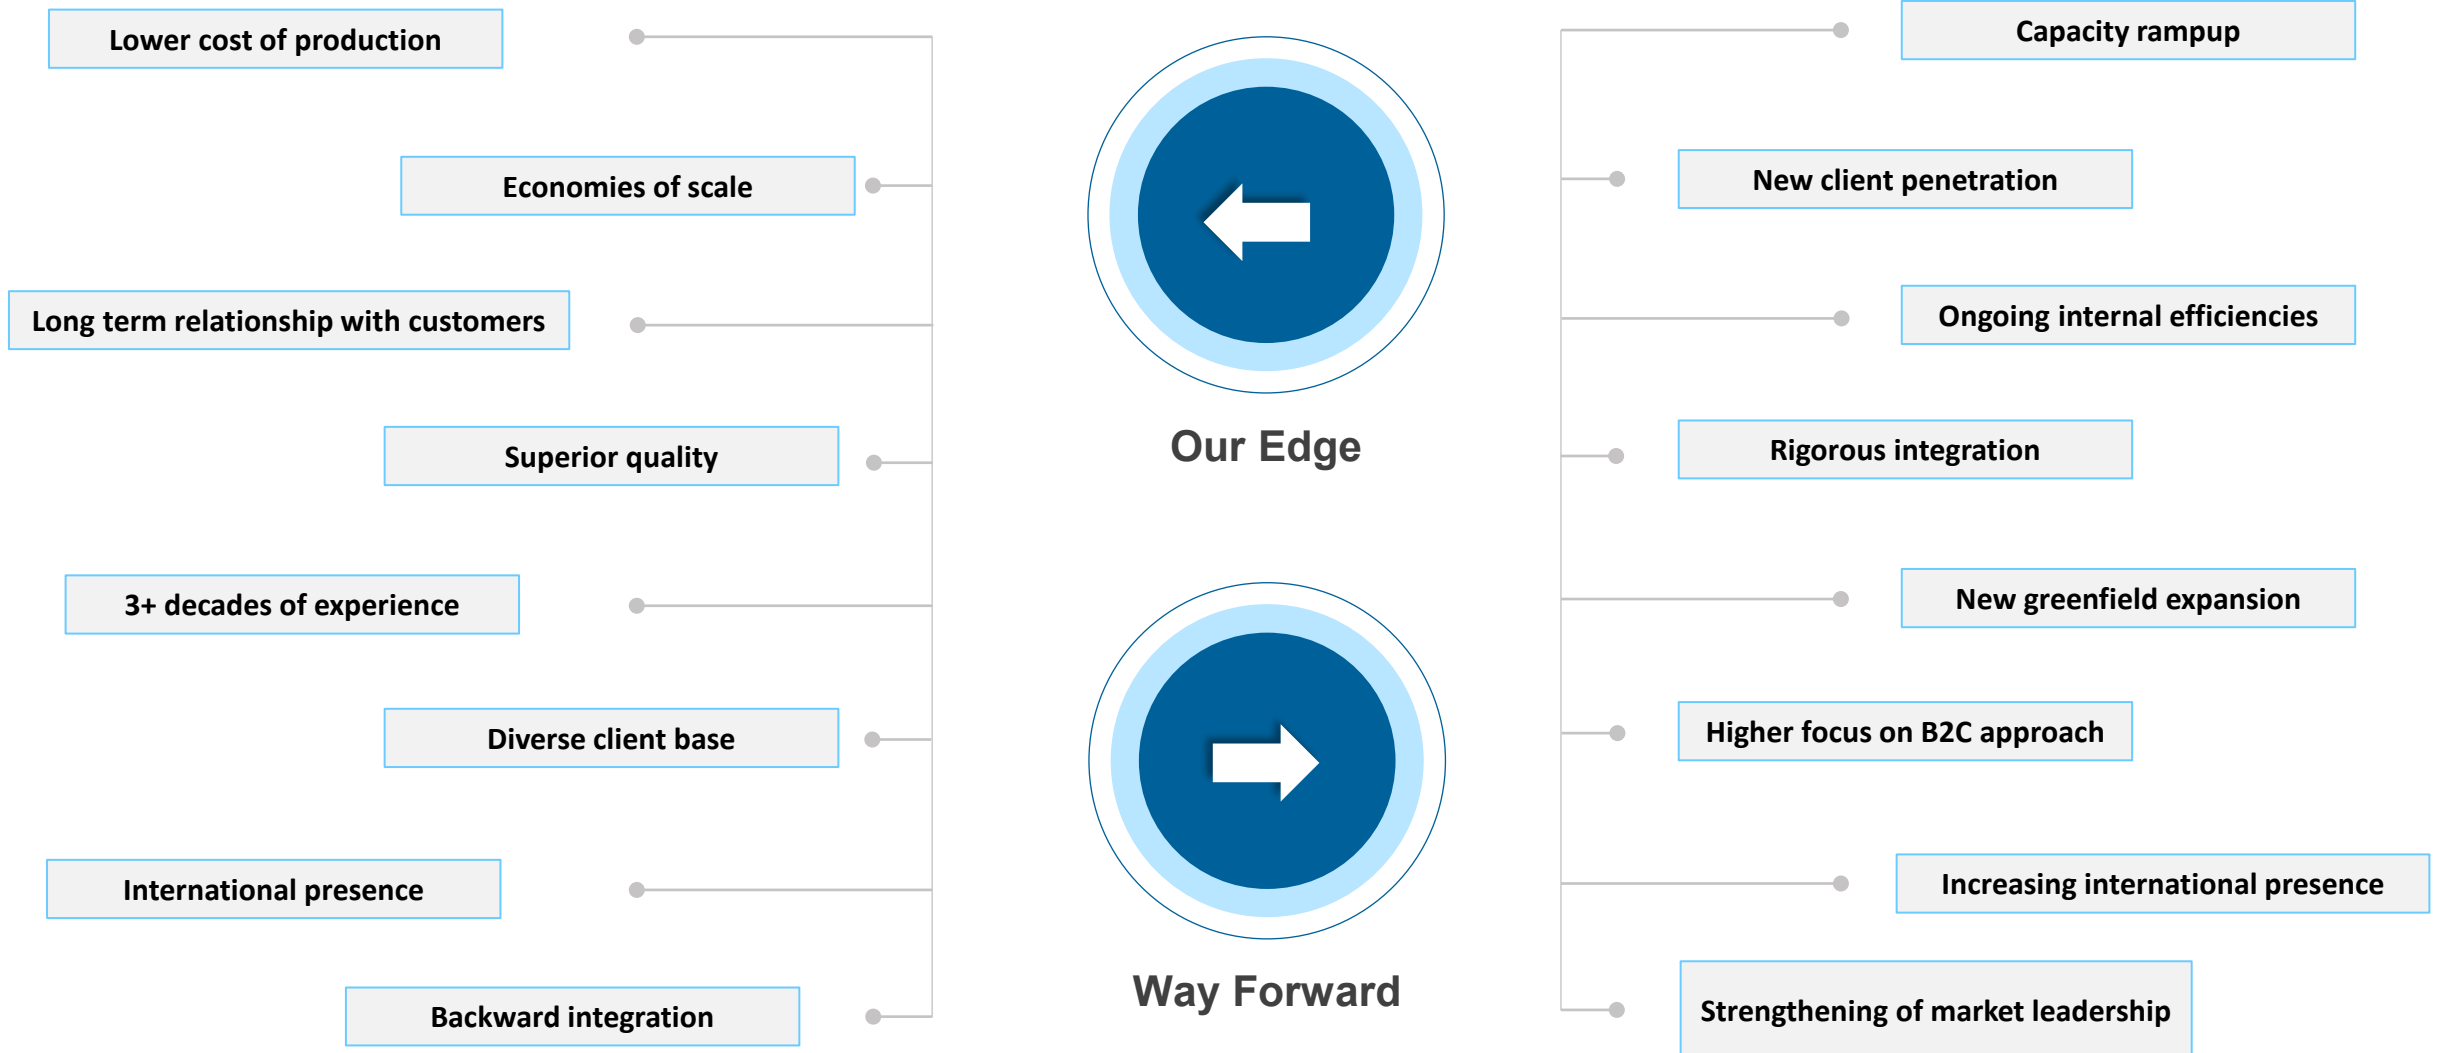 Lower cost of production
Economies of scale
Long term relationship with customers
Superior quality
3+ decades of experience
Diverse client base
International presence
Backward integration
Our Edge
Way Forward
Capacity rampup
New client penetration
Ongoing internal efficiencies
Rigorous integration
New greenfield expansion
Higher focus on B2C approach
Increasing international presence
Strengthening of market leadership